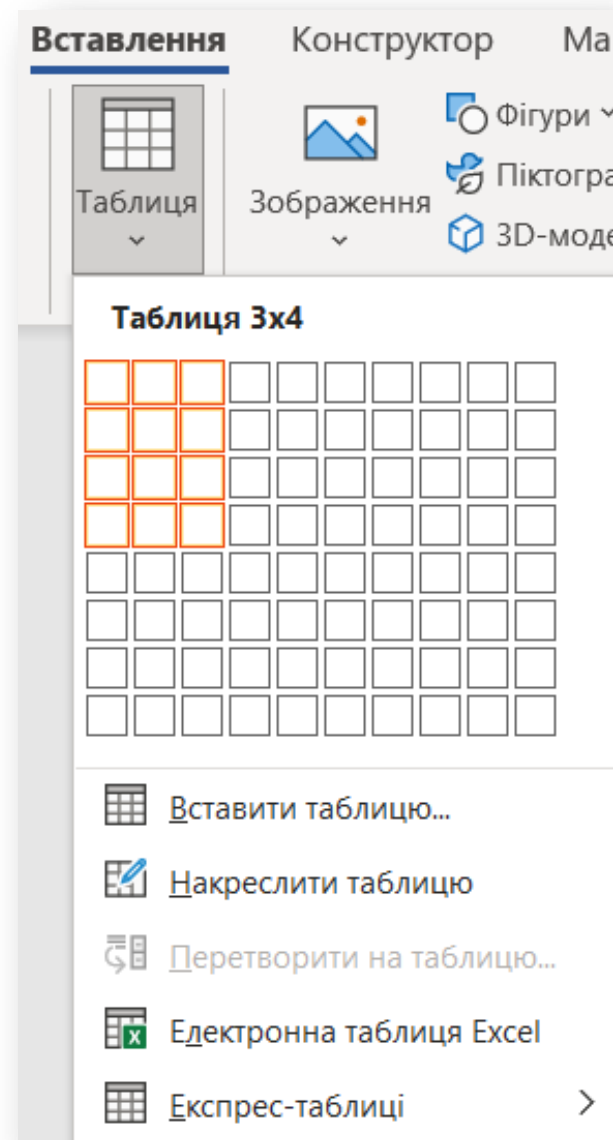 Вставлення Конструктор Ма
Таблиця
Зображення
Фігури
Піктогра
3D-моде
Таблиця 3x4
Вставити таблицю...
Накреслити таблицю
Перетворити на таблицю...
Електронна таблиця Excel
Експрес-таблиці